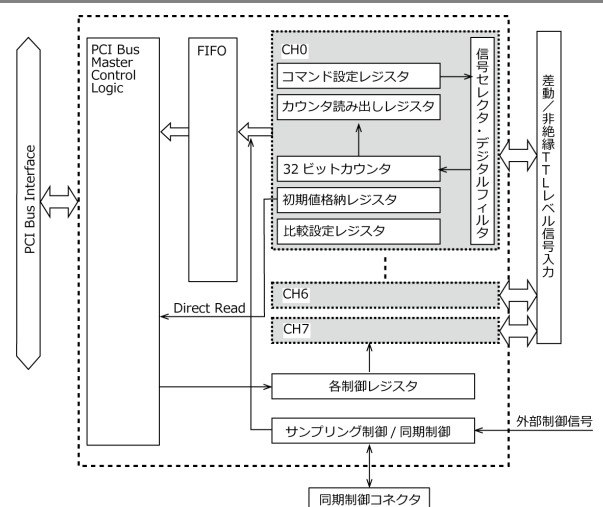 PCI Bus Interface
PCI Bus
Master
Control
Logic
FIFO
CH0
コマンド設定レジスタ
カウンタ読み出しレジスタ
32 ビットカウンタ
初期値格納レジスタ
比較設定レジスタ
信号セレクタ・デジタルフィルタ
差動／非絶縁TTLレベル信号入力
CH6
Direct Read
CH7
各制御レジスタ
外部制御信号
サンプリング制御 / 同期制御
同期制御コネクタ